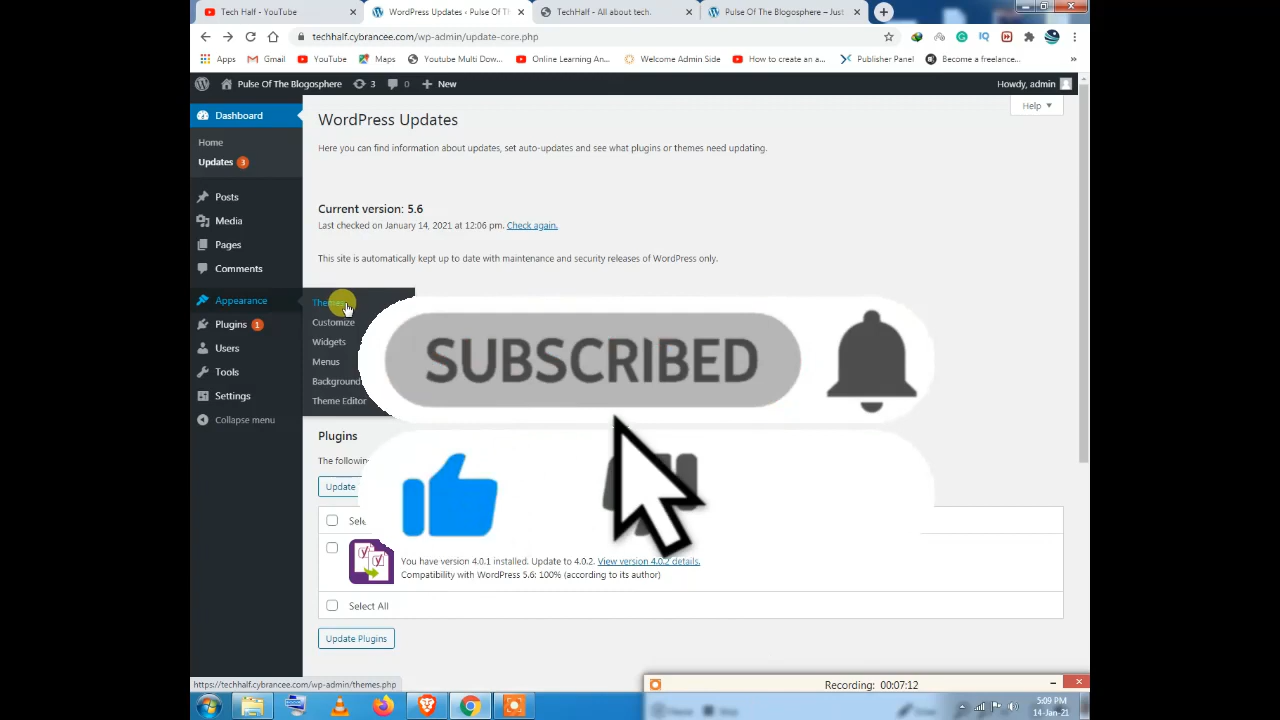 Tech Half - YouTube
WordPress Updates ‹ Pulse Of Th
TechHalf - All about tech.
Pulse Of The Blogosphere – Just
techhalf.cybrancee.com/wp-admin/update-core.php
Apps
Gmail
YouTube
Maps
Youtube Multi Dow...
Online Learning An...
Welcome Admin Side
How to create an a...
Publisher Panel
Become a freelance...
»
Pulse Of The Blogosphere
3
0
New
Howdy, admin
Dashboard
Help ▼
WordPress Updates
Home
Here you can find information about updates, set auto-updates and see what plugins or themes need updating.
Updates 3
Posts
Current version: 5.6
Media
Last checked on January 14, 2021 at 12:06 pm. Check again.
Pages
This site is automatically kept up to date with maintenance and security releases of WordPress only.
Comments
Appearance
Themes
Customize
Plugins 1
Widgets
Users
Menus
SUBSCRIBED
Tools
Background
Settings
Theme Editor
Collapse menu
Plugins
The
Update
You have version 4.0.1 installed. Update to 4.0.2. View version 4.0.2 details.
Compatibility with WordPress 5.6: 100% (according to its author)
Select All
Update Plugins
https://techhalf.cybrancee.com/wp-admin/themes.php
Recording: 00:07:12
5:09 PM
14-Jan-21